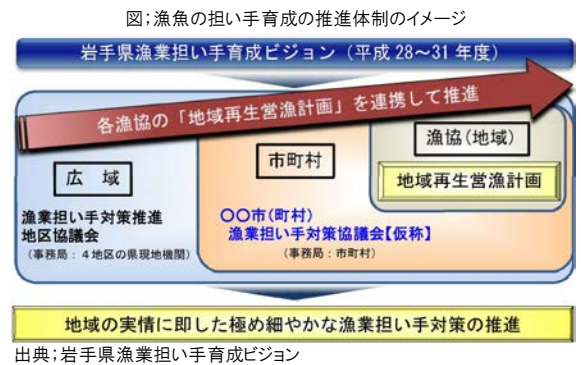 図;漁魚の担い手育成の推進体制のイメージ
岩手県漁業担い手育成ビジョン（平成 28～31 年度）
各漁協の「地域再生営漁計画」を連携して推進
広 域
漁業担い手対策推進
地区協議会
（事務局：４地区の県現地機関）
市町村
〇〇市(町村)
漁業担い手対策協議会【仮称】
（事務局：市町村）
漁協(地域)
地域再生営漁計画
地域の実情に即した極め細やかな漁業担い手対策の推進
出典;岩手県漁業担い手育成ビジョン